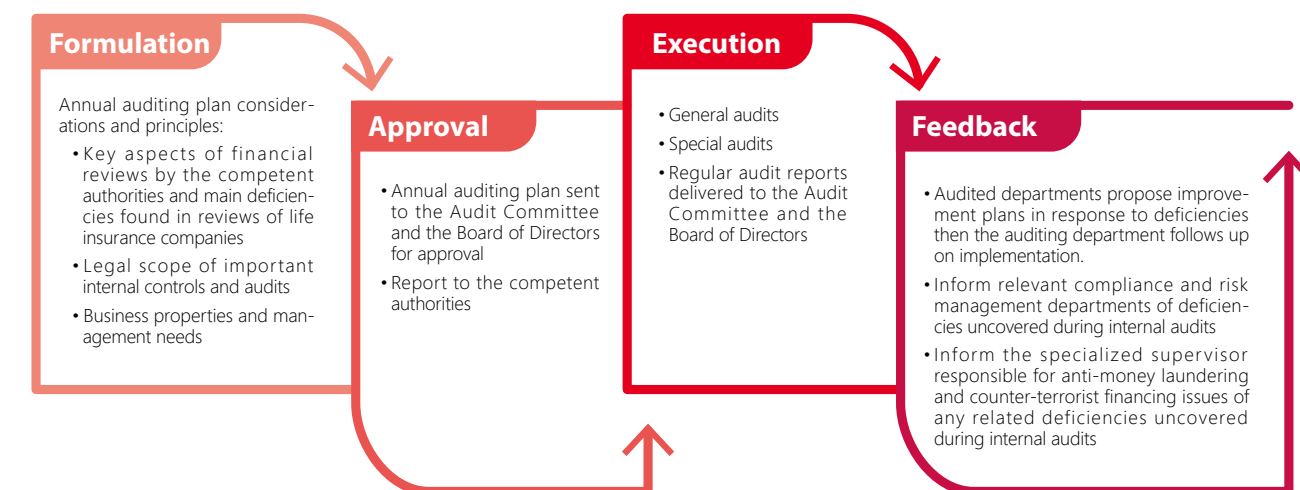 Formulation
Annual auditing plan consider-
ations and principles:
• Key aspects of financial
reviews by the competent
authorities and main deficien-
cies found in reviews of life
insurance companies
• Legal scope of important
internal controls and audits
• Business properties and man-
agement needs
Approval
• Annual auditing plan sent
to the Audit Committee
and the Board of Directors
for approval
• Report to the competent
authorities
Execution
• General audits
• Special audits
• Regular audit reports
delivered to the Audit
Committee and the
Board of Directors
Feedback
• Audited departments propose improve-
ment plans in response to deficiencies
then the auditing department follows up
on implementation.
• Inform relevant compliance and risk
management departments of deficien-
cies uncovered during internal audits
• Inform the specialized supervisor
responsible for anti-money laundering
and counter-terrorist financing issues of
any related deficiencies uncovered
during internal audits